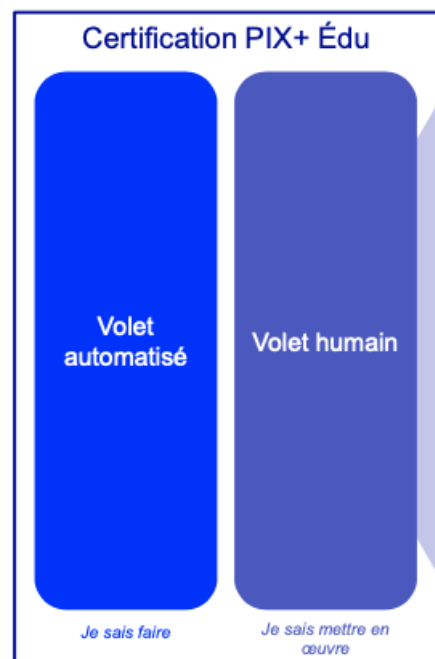 Certification PIX+ Édu
Volet
automatisé
Volet humain
Je sais faire
Je sais mettre en
œuvre